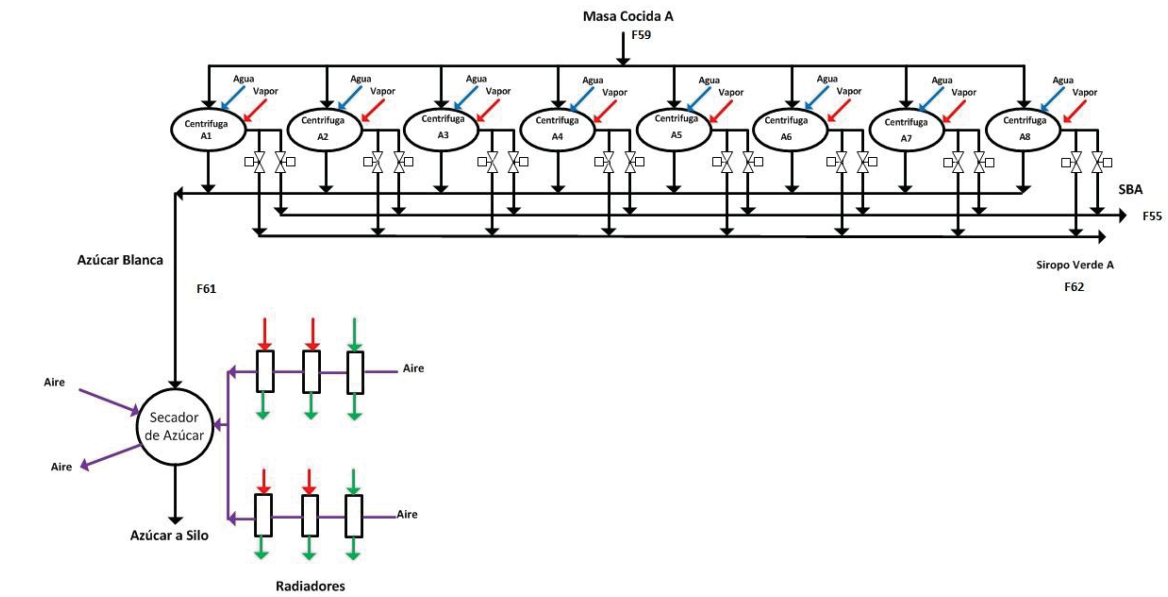 Masa Cocida A
F59
Agua
Vapor
Agua
Vapor
Agua
Vapor
Agua
Vapor
Agua
Vapor
Agua
Vapor
Agua
Vapor
Agua
Vapor
Centrifuga
A1
Centrifuga
A2
Centrifuga
A3
Centrifuga
A4
Centrifuga
A5
Centrifuga
A6
Centrifuga
A7
Centrifuga
A8
SBA
F55
Siropo Verde A
F62
Azúcar Blanca
F61
Aire
Aire
Secador
de Azúcar
Aire
Aire
Azúcar a Silo
Radiadores